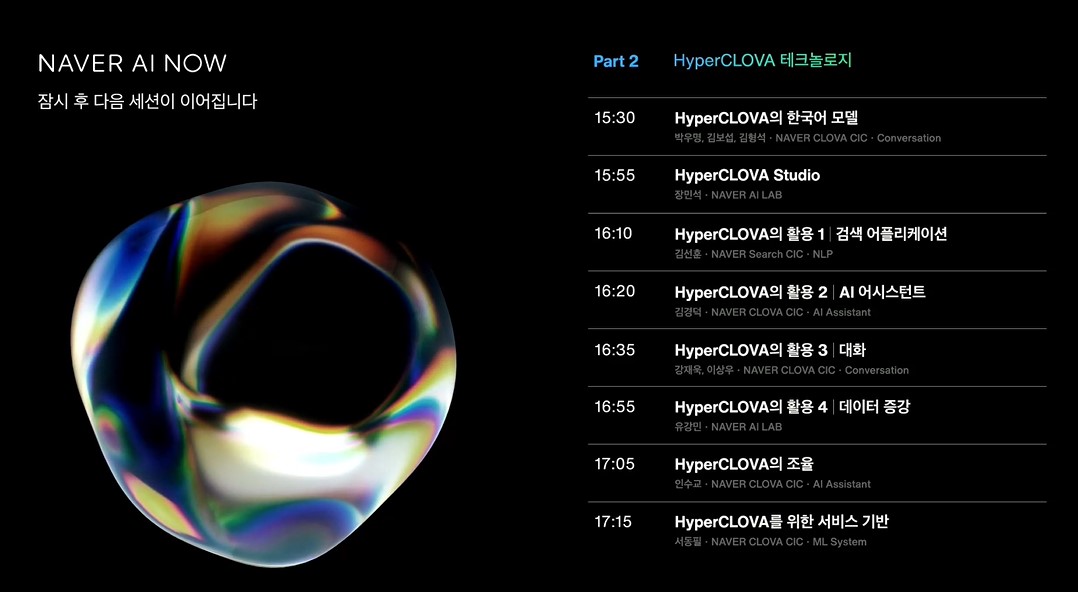 NAVER AI NOW
잠시 후 다음 세션이 이어집니다
Part 2 HyperCLOVA 테크놀로지
15:30 HyperCLOVA의 한국어 모델
박우명, 김보섭, 김형석 · NAVER CLOVA CIC · Conversation
15:55 HyperCLOVA Studio
장민석 · NAVER AI LAB
16:10 HyperCLOVA의 활용 1 | 검색 어플리케이션
김선훈 · NAVER Search CIC · NLP
16:20 HyperCLOVA의 활용 2 | AI 어시스턴트
김경덕 · NAVER CLOVA CIC · AI Assistant
16:35 HyperCLOVA의 활용 3 | 대화
강재욱, 이상우 · NAVER CLOVA CIC · Conversation
16:55 HyperCLOVA의 활용 4 | 데이터 증강
유강민 · NAVER AI LAB
17:05 HyperCLOVA의 조율
인수교 · NAVER CLOVA CIC · AI Assistant
17:15 HyperCLOVA를 위한 서비스 기반
서동필 · NAVER CLOVA CIC · ML System